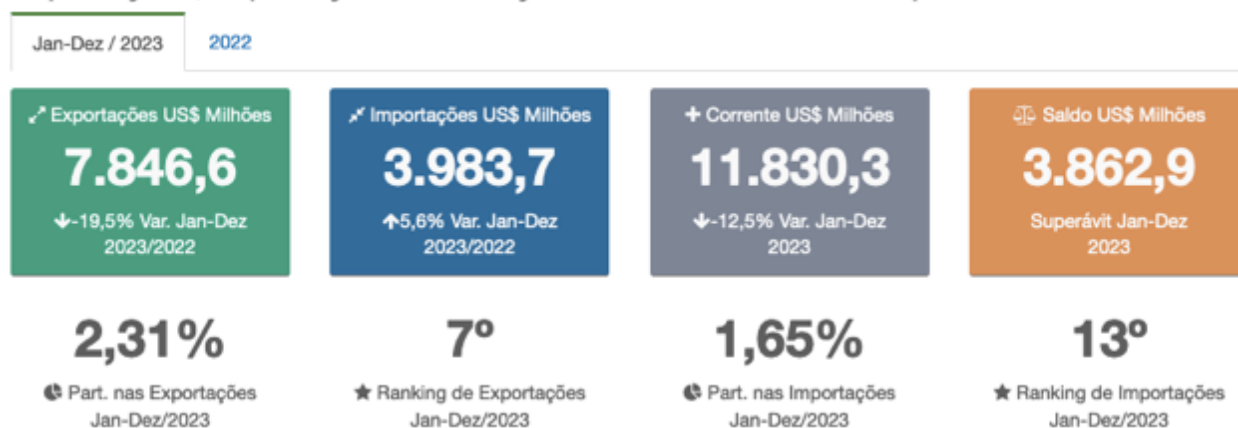 Jan-Dez / 2023
2022
Exportações US$ Milhões
7.846,6
-19,5% Var. Jan-Dez
2023/2022
Importações US$ Milhões
3.983,7
5,6% Var. Jan-Dez
2023/2022
+ Corrente US$ Milhões
11.830,3
-12,5% Var. Jan-Dez
2023
Saldo US$ Milhões
3.862,9
Superávit Jan-Dez
2023
2,31%
Part. nas Exportações
Jan-Dez/2023
7º
Ranking de Exportações
Jan-Dez/2023
1,65%
Part. nas Importações
Jan-Dez/2023
13º
Ranking de Importações
Jan-Dez/2023